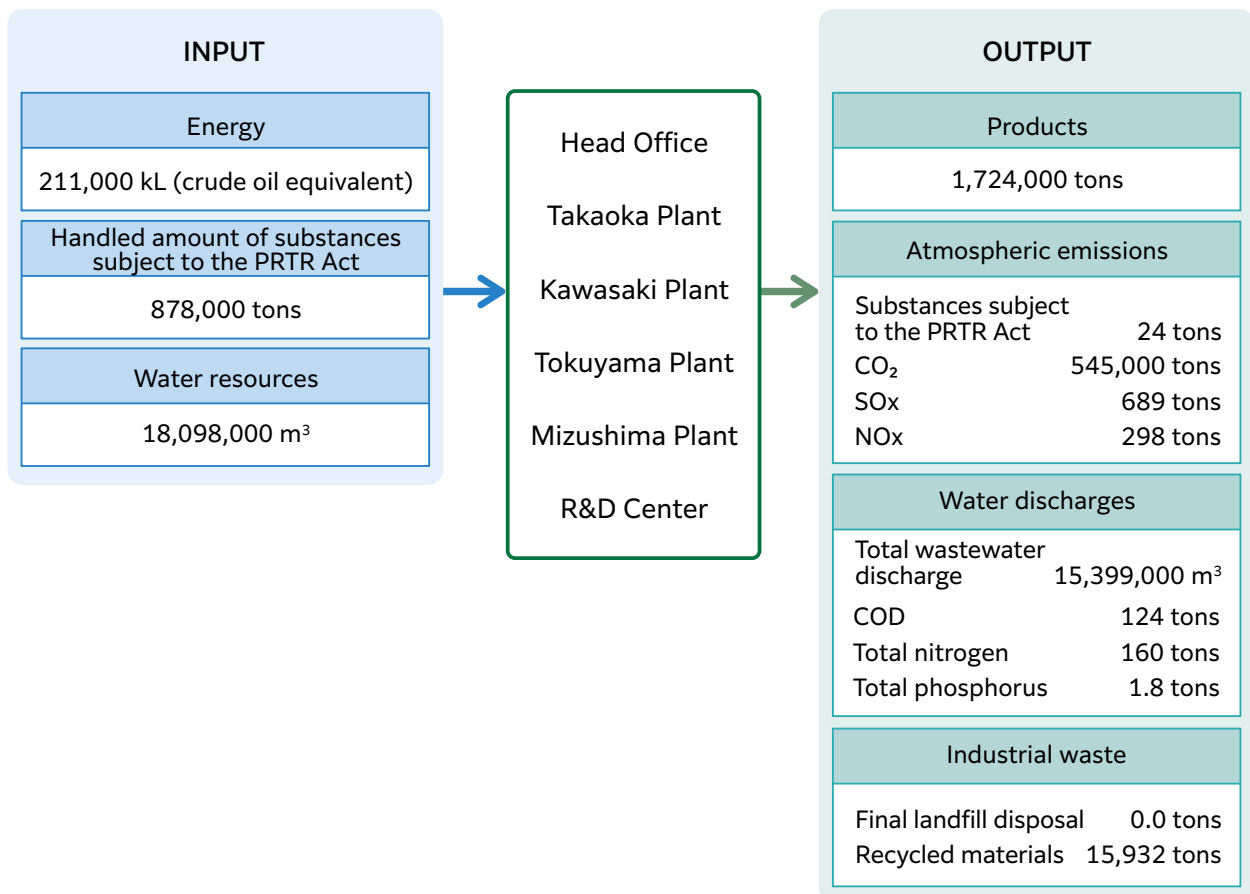 INPUT
Energy
211,000 kL (crude oil equivalent)
Handled amount of substances
subject to the PRTR Act
878,000 tons
Water resources
18,098,000 m³
Head Office
Takaoka Plant
Kawasaki Plant
Tokuyama Plant
Mizushima Plant
R&D Center
OUTPUT
Products
1,724,000 tons
Atmospheric emissions
Substances subject
to the PRTR Act 24 tons
CO₂ 545,000 tons
SOx 689 tons
NOx 298 tons
Water discharges
Total wastewater
discharge 15,399,000 m³
COD 124 tons
Total nitrogen 160 tons
Total phosphorus 1.8 tons
Industrial waste
Final landfill disposal 0.0 tons
Recycled materials 15,932 tons